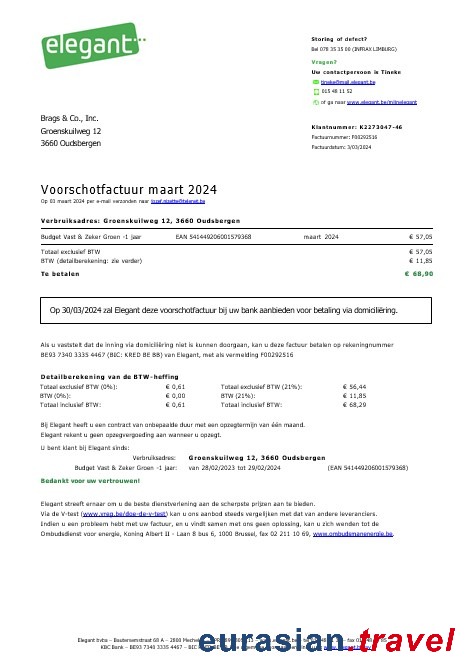 elegant
Storing of defect?
Bel 078 35 35 00 (INFRAX LIMBURG)
Vragen?
Uw contactpersoon is Tineke
tineke@mail.elegant.be
015 48 11 52
of ga naar www.elegant.be/mijnelegant
Brags & Co., Inc.
Groenskuilweg 12
3660 Oudsbergen
Klantnummer: K2273047-46
Factuurnummer: F00292516
Factuurdatum: 3/03/2024
Voorschotfactuur maart 2024
Op 03 maart 2024 per e-mail verzonden naar
Verbruiksadres: Groenskuilweg 12, 3660 Oudsbergen
Budget Vast & Zeker Groen -1 jaar EAN 541449206001579368 maart 2024 € 57,05
Totaal exclusief BTW € 57,05
BTW (detailberekening: zie verder) € 11,85
Te betalen € 68,90
Op 30/03/2024 zal Elegant deze voorschotfactuur bij uw bank aanbieden voor betaling via domiciliëring.
Als u vaststelt dat de inning via domiciliëring niet is kunnen doorgaan, kan u deze factuur betalen op rekeningnummer
BE93 7340 3335 4467 (BIC: KRED BE BB) van Elegant, met als vermelding F00292516
Detailberekening van de BTW-heffing
Totaal exclusief BTW (0%): € 0,61 Totaal exclusief BTW (21%): € 56,44
BTW (0%): € 0,00 BTW (21%): € 11,85
Totaal inclusief BTW: € 0,61 Totaal inclusief BTW: € 68,29
Bij Elegant heeft u een contract van onbepaalde duur met een opzegtermijn van één maand.
Elegant rekent u geen opzegvergoeding aan wanneer u opzegt.
U bent klant bij Elegant sinds:
Verbruiksadres: Groenskuilweg 12, 3660 Oudsbergen
Budget Vast & Zeker Groen -1 jaar: van 28/02/2023 tot 29/02/2024 (EAN 541449206001579368)
Bedankt voor uw vertrouwen!
Elegant streeft ernaar om u de beste dienstverlening aan de scherpste prijzen aan te bieden.
Via de V-test (www.vreg.be/doe-de-v-test) kan u ons aanbod steeds vergelijken met dat van andere leveranciers.
Indien u een probleem hebt met uw factuur, en u vindt samen met ons geen oplossing, kan u zich wenden tot de
Ombudsdienst voor energie, Koning Albert II - Laan 8 bus 6, 1000 Brussel, fax 02 211 10 69, www.ombudsmanenergie.be.
Elegant bvba – Bautersemstraat 68 A – 2800
KBC Bank – BE93 7340 3335 4467 –
eurasian.travel